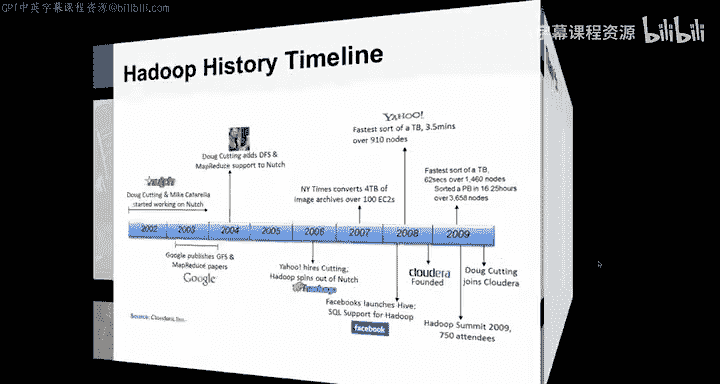 GPT中英字幕课程资源@bilibili.com
字幕课程资源 bilibili
Hadoop History Timeline
YAHOO!
Fastest sort of a TB, 3.5mins
over 910 nodes
Doug Cutting adds DFS &
MapReduce support to Nutch
Fastest sort of a TB,
62secs over 1,460 nodes
Sorted a PB in 16.25hours
over 3,658 nodes
NY Times converts 4TB of
image archives over 100 EC2s
nutch
Doug Cutting & Mike Cafarella
started working on Nutch
2002 2003 2004 2005 2006 2007 2008 2009
Google publishes GFS &
MapReduce papers
Google
Yahoo! hires Cutting,
Hadoop spins out of Nutch
hadoop
cloudera
Founded
Doug Cutting
joins Cloudera
Facebooks launches Hive:
SQL Support for Hadoop
facebook
Hadoop Summit 2009,
750 attendees
Source: Cloudera, Inc.